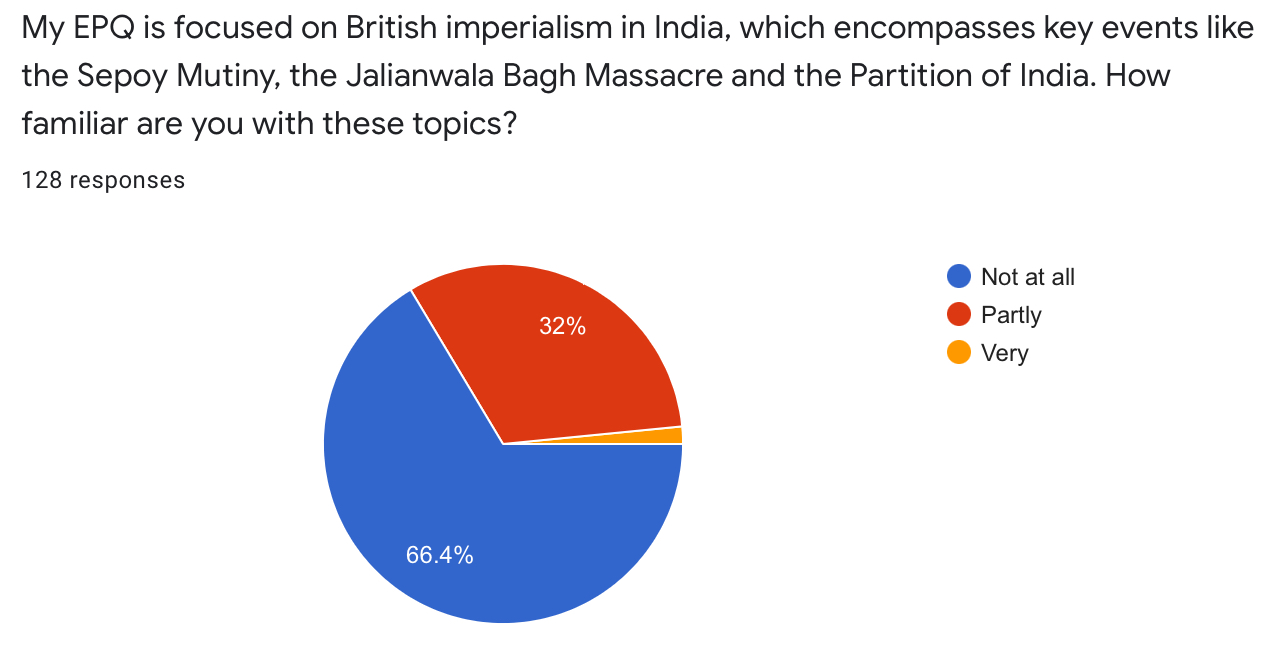 My EPQ is focused on British imperialism in India, which encompasses key events like
the Sepoy Mutiny, the Jalianwala Bagh Massacre and the Partition of India. How
familiar are you with these topics?
128 responses
Not at all
Partly
Very
32%
66.4%